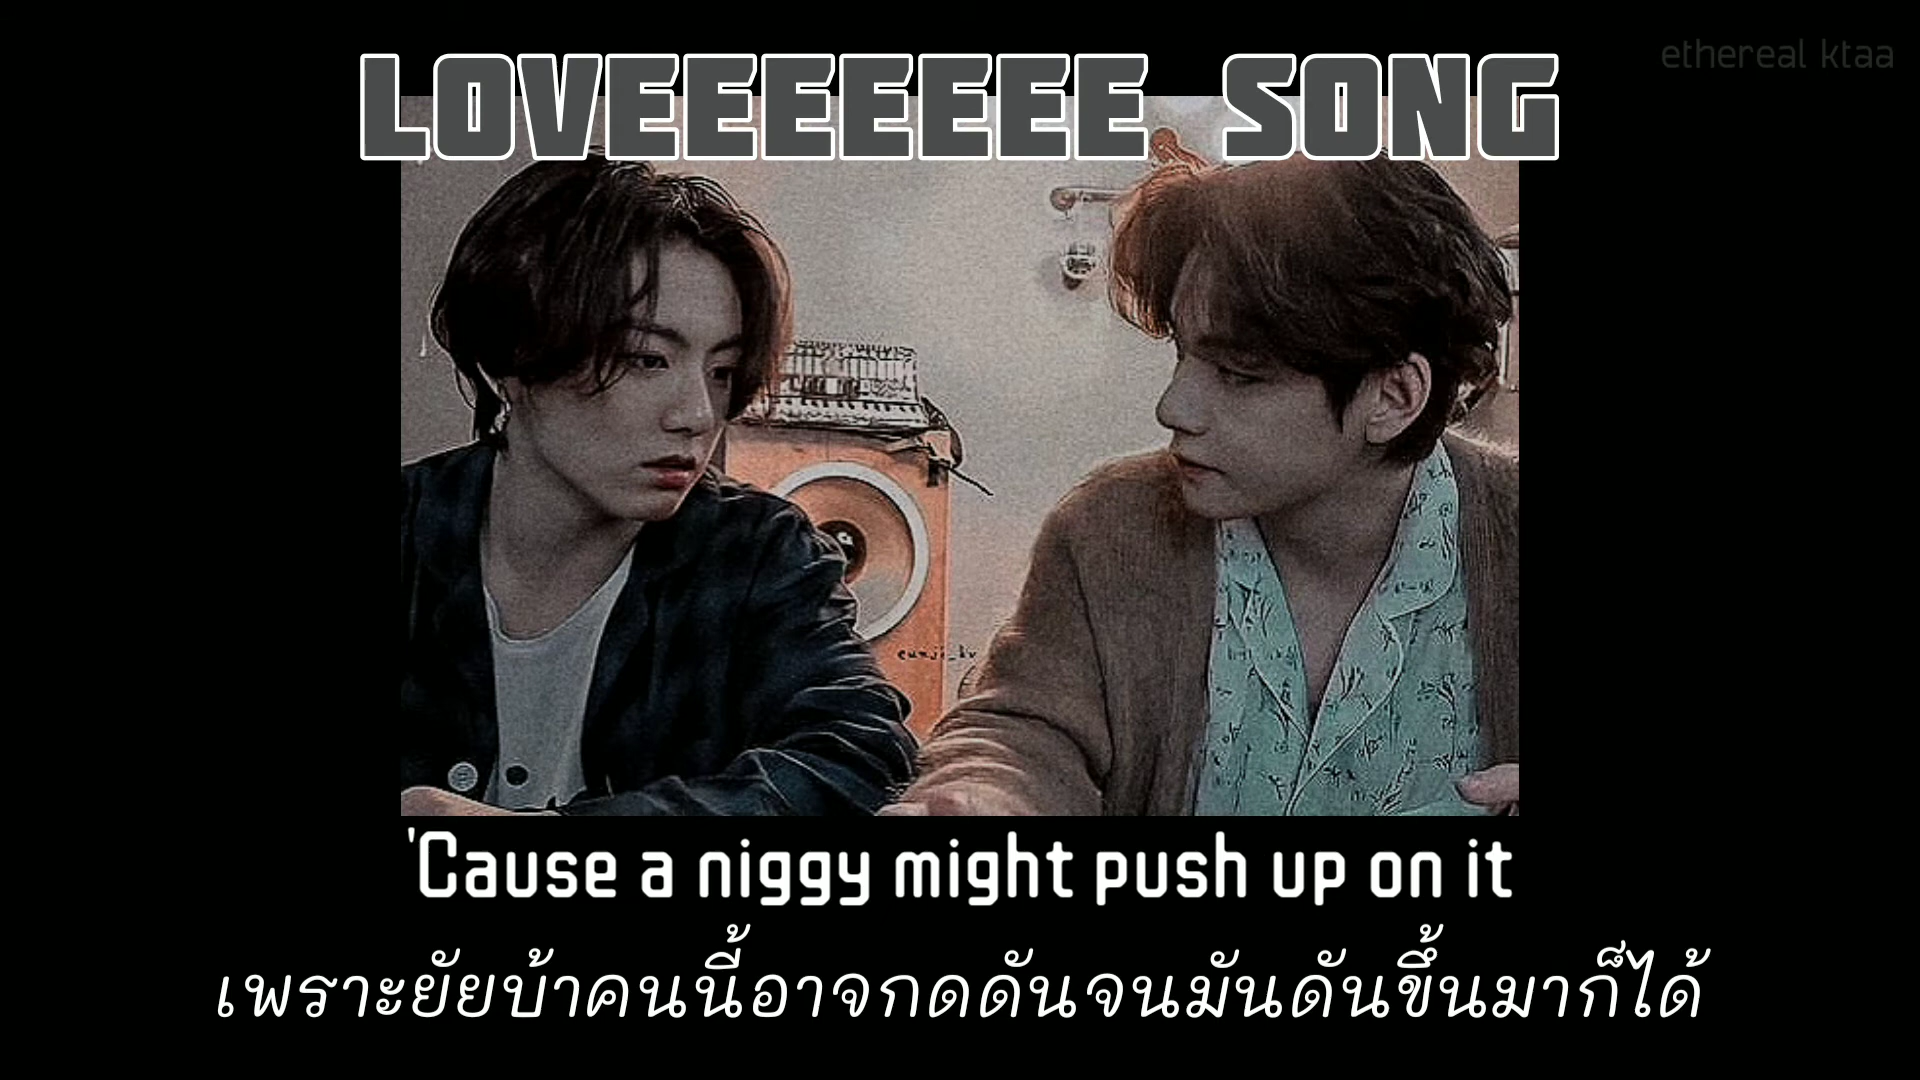 LOVEEEEEEE SONG
ethereal ktaa
eunji_kv
'Cause a niggy might push up on it
เพราะยัยบ้าคนนี้อาจกดดันจนมันดันขึ้นมาก็ได้